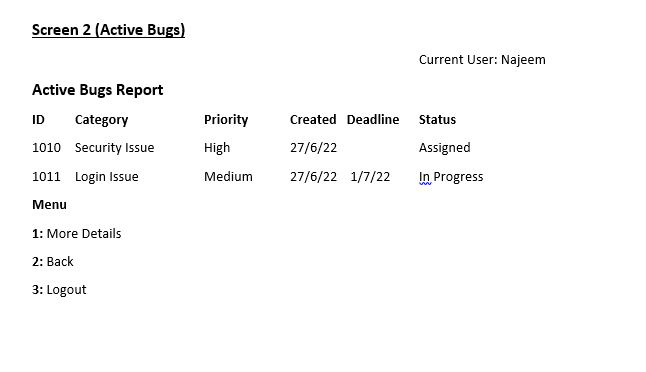 Screen 2 (Active Bugs)
Current User: Najeem
Active Bugs Report
ID Category Priority Created Deadline Status
1010 Security Issue High 27/6/22 Assigned
1011 Login Issue Medium 27/6/22 1/7/22 In Progress
Menu
1: More Details
2: Back
3: Logout